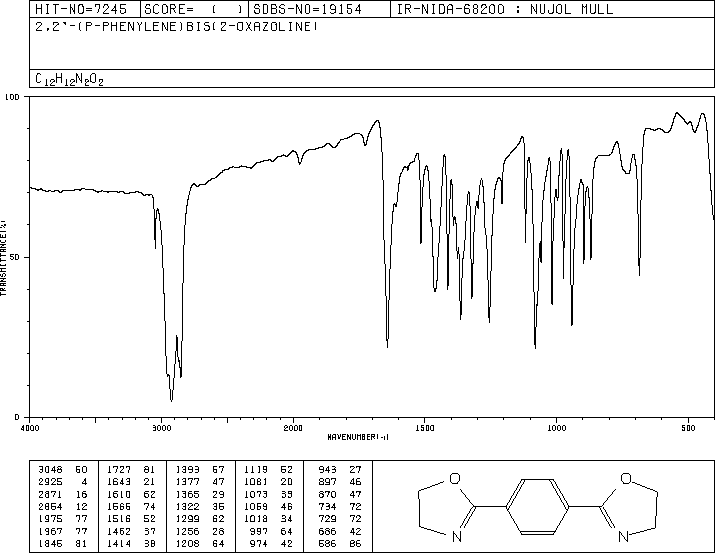 HIT-NO=7245 SCORE= ( ) SDBS-NO=19154 IR-NIDA-68200 : NUJOL MULL
2,2'-(P-PHENYLENE)BIS(2-OXAZOLINE)
C12H12N2O2
100
50
0
TRANSMITTANCE(%)
4000 3000 2000 1500 1000 500
WAVENUMBER(-1)
3048 50 1727 81 1393 57 1119 52 943 27
2925 4 1643 21 1377 47 1081 20 897 46
2871 16 1610 62 1365 29 1073 39 870 47
2854 12 1566 74 1322 35 1059 46 734 72
1975 77 1516 52 1299 62 1018 34 729 72
1967 77 1462 37 1256 28 997 64 686 42
1845 81 1414 38 1208 64 974 42 586 86
O O
N N